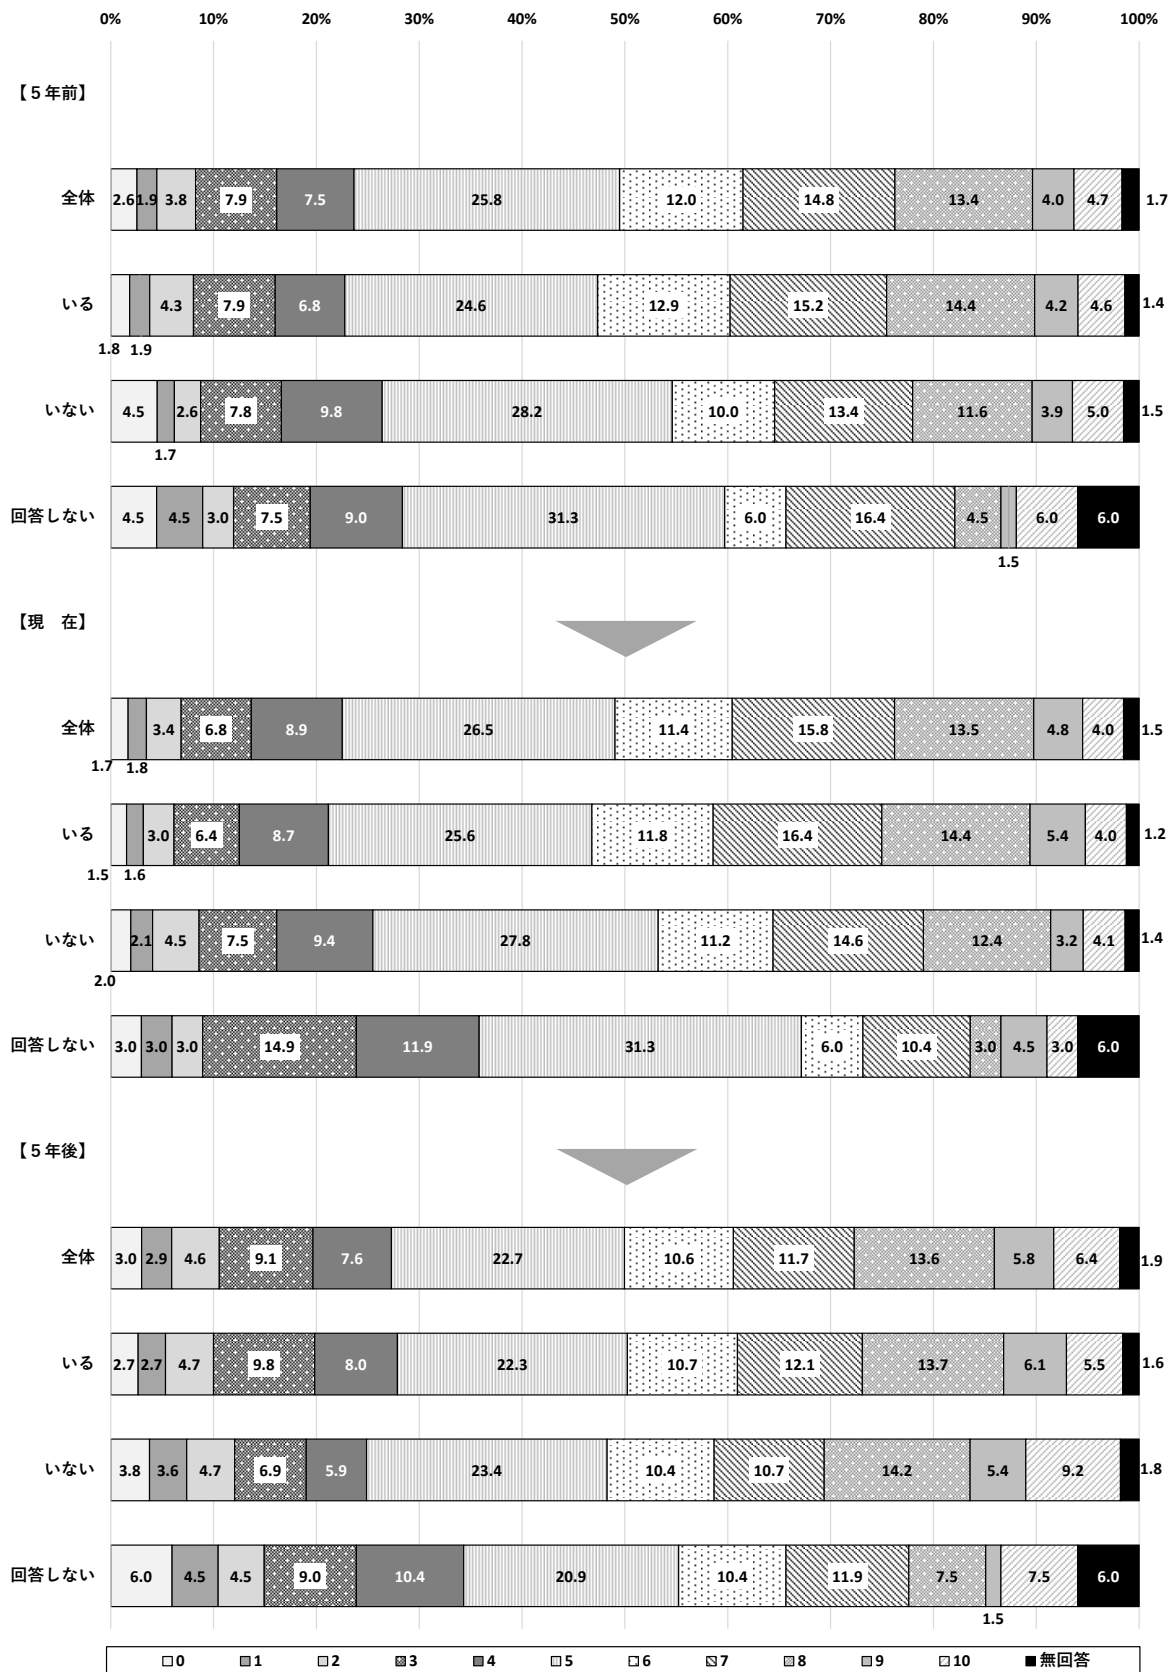 0% 10% 20% 30% 40% 50% 60% 70% 80% 90% 100%
【５年前】
全体 2.6 1.9 3.8 7.9 7.5 25.8 12.0 14.8 13.4 4.0 4.7 1.7
いる 4.3 7.9 6.8 24.6 12.9 15.2 14.4 4.2 4.6 1.4
1.8 1.9
いない 4.5 2.6 7.8 9.8 28.2 10.0 13.4 11.6 3.9 5.0 1.5
1.7
回答しない 4.5 4.5 3.0 7.5 9.0 31.3 6.0 16.4 4.5 6.0 6.0
1.5
【現　在】
全体 3.4 6.8 8.9 26.5 11.4 15.8 13.5 4.8 4.0 1.5
1.7 1.8
いる 3.0 6.4 8.7 25.6 11.8 16.4 14.4 5.4 4.0 1.2
1.5 1.6
いない 2.1 4.5 7.5 9.4 27.8 11.2 14.6 12.4 3.2 4.1 1.4
2.0
回答しない 3.0 3.0 3.0 14.9 11.9 31.3 6.0 10.4 3.0 4.5 3.0 6.0
【５年後】
全体 3.0 2.9 4.6 9.1 7.6 22.7 10.6 11.7 13.6 5.8 6.4 1.9
いる 2.7 2.7 4.7 9.8 8.0 22.3 10.7 12.1 13.7 6.1 5.5 1.6
いない 3.8 3.6 4.7 6.9 5.9 23.4 10.4 10.7 14.2 5.4 9.2 1.8
回答しない 6.0 4.5 4.5 9.0 10.4 20.9 10.4 11.9 7.5 7.5 6.0
1.5
0 1 2 3 4 5 6 7 8 9 10 無回答